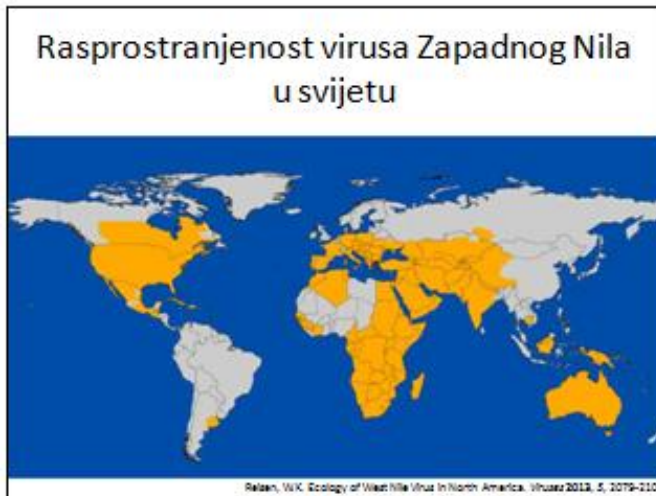 Rasprostranjenost virusa Zapadnog Nila
u svijetu
Reisen, W.K. Ecology of West Nile Virus in North America. Viruses 2013, 5, 2079-210